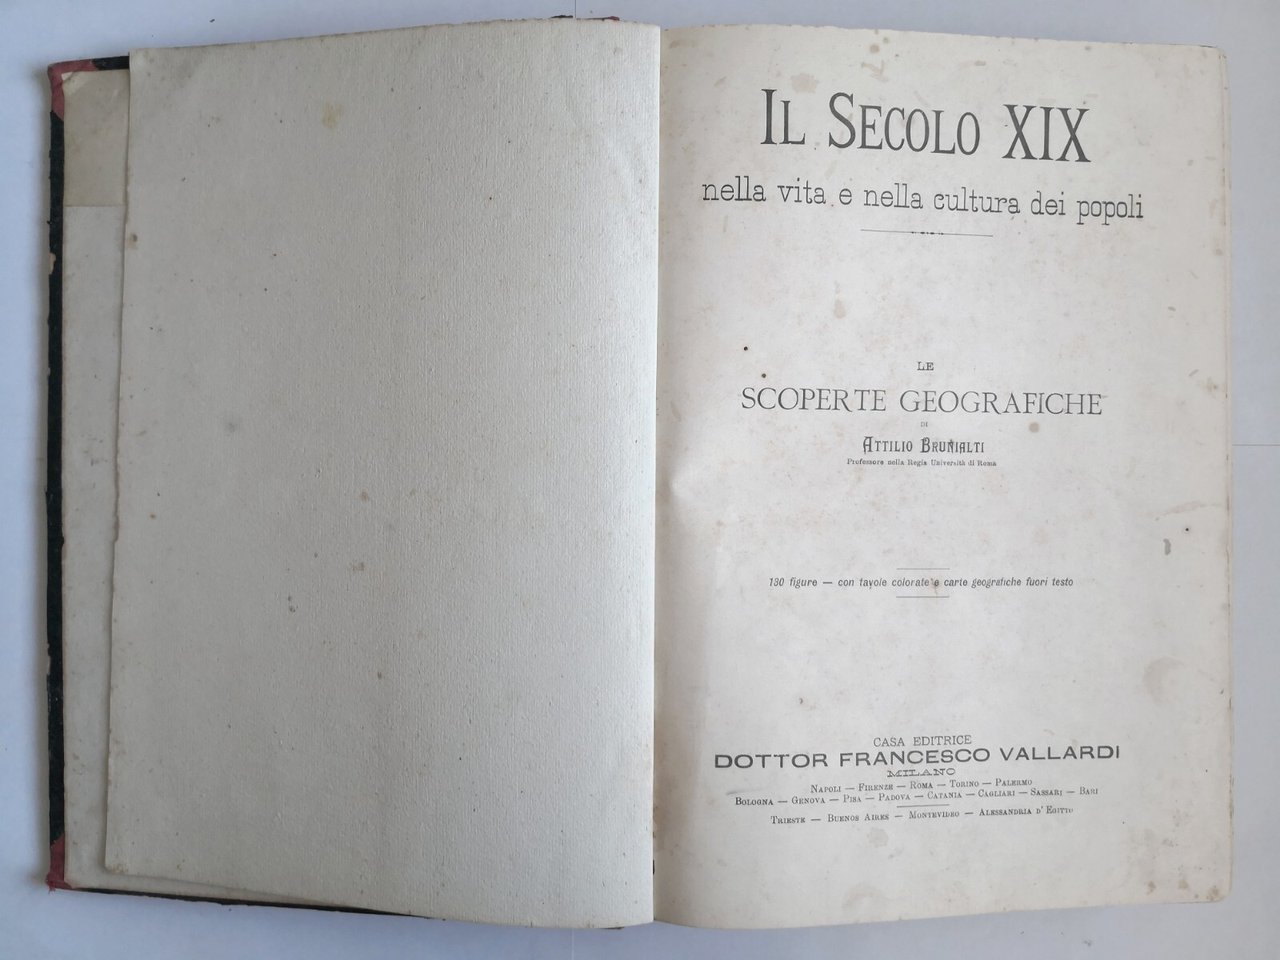 IL SECOLO XIX
nella vita e nella cultura dei popoli
LE
SCOPERTE GEOGRAFICHE
DI
ATTILIO BRUNIALTI
Professore nella Regia Università di Roma
130 figure — con tavole colorate e carte geografiche fuori testo
CASA EDITRICE
DOTTOR FRANCESCO VALLARDI
MILANO
NAPOLI — FIRENZE — ROMA — TORINO — PALERMO
BOLOGNA — GENOVA — PISA — PADOVA — CATANIA — CAGLIARI — SASSARI — BARI
TRIESTE — BUENOS AIRES — MONTEVIDEO — ALESSANDRIA D'EGITTO